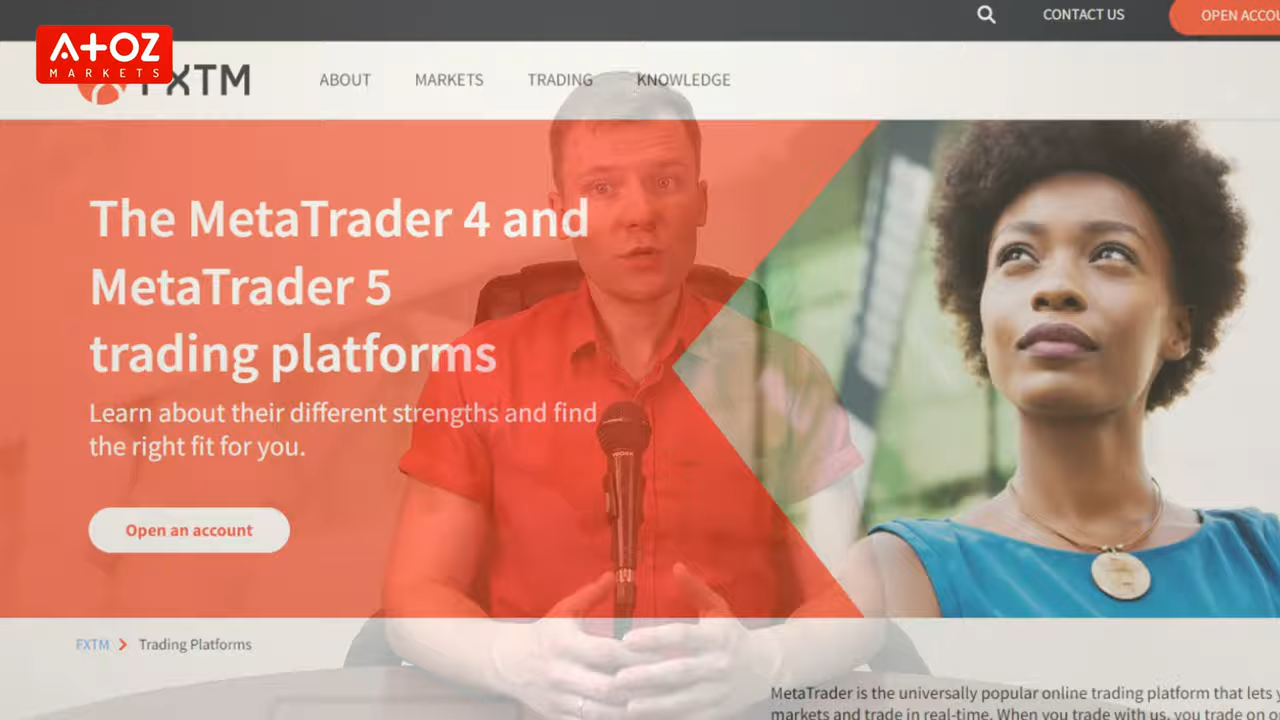 CONTACT US
OPEN ACCOU
ATOZ
MARKETS
FXTM
ABOUT
MARKETS
TRADING
KNOWLEDGE
The MetaTrader 4 and
MetaTrader 5
trading platforms
Learn about their different strengths and find
the right fit for you.
Open an account
FXTM
Trading Platforms
MetaTrader is the universally popular online trading platform that lets y
markets and trade in real-time. When you trade with us, you trade on o